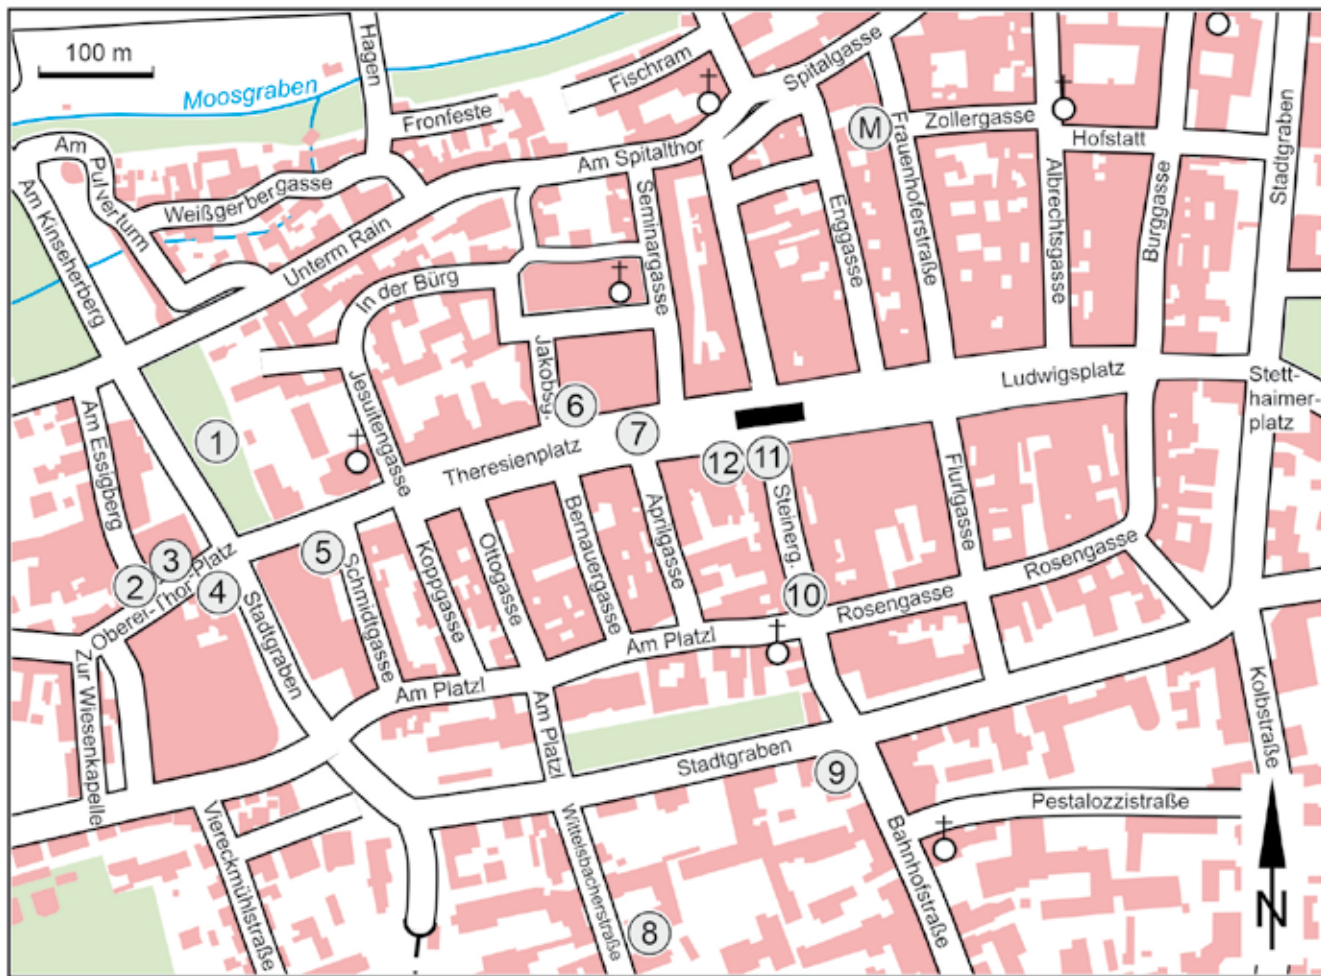 100 m
Moosgraben
Hagen
Fronfeste
Fischram
Spitalgasse
M
Zollergasse
Hofstatt
Stadtgraben
Am
Pulverturm
Am Kinseherberg
Weißgerbergasse
Am Spitalthor
Seminargasse
Enggasse
Frauenhoferstraße
Albrechtsgasse
Burggasse
Unterm Rain
In der Bürg
Jakobsg.
Jesuitengasse
Ludwigsplatz
Stett-
haimer-
platz
1
6
7
Theresienplatz
12
11
Am Essigberg
Steinerg.
Flurlgasse
Aprilgasse
Bernauergasse
Ottogasse
Koppgasse
Schmidtgasse
5
3
2
4
Oberer-Thor-Platz
Stadtgraben
10
Rosengasse
Rosengasse
Am Platzl
Am Platzl
Am Platzl
Zur Wiesenkapelle
Stadtgraben
9
Kolbstraße
Pestalozzistraße
Viereckmühlstraße
Wittelsbacherstraße
Bahnhofstraße
8
N